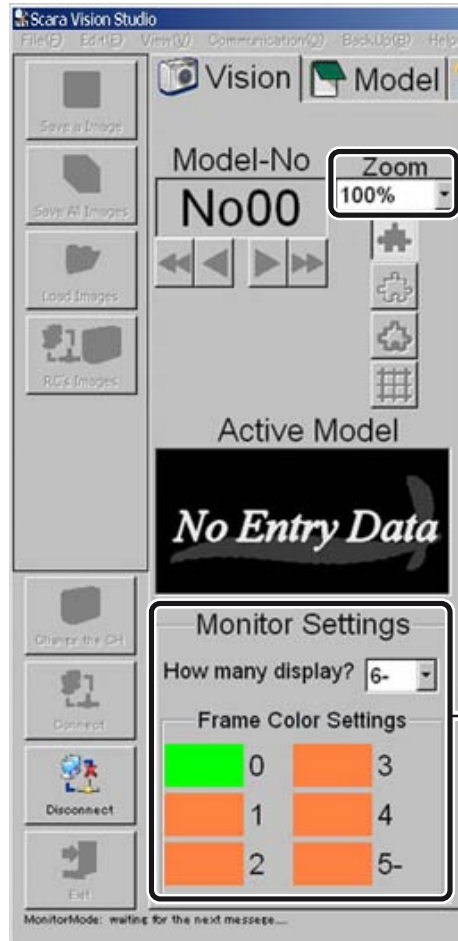 Scara Vision Studio
File(F) Edit(E) View(V) Communication(Q) BackUp(B) Help
Vision Model
Save a Image
Model-No Zoom
No00 100%
Save All Images
Load Images
RC's Images
Active Model
No Entry Data
Monitor Settings
Change the CH
How many display? 6-
Connect
Frame Color Settings
0 3
Disconnect
1 4
2 5-
Exit
MonitorMode: waiting for the next messege....